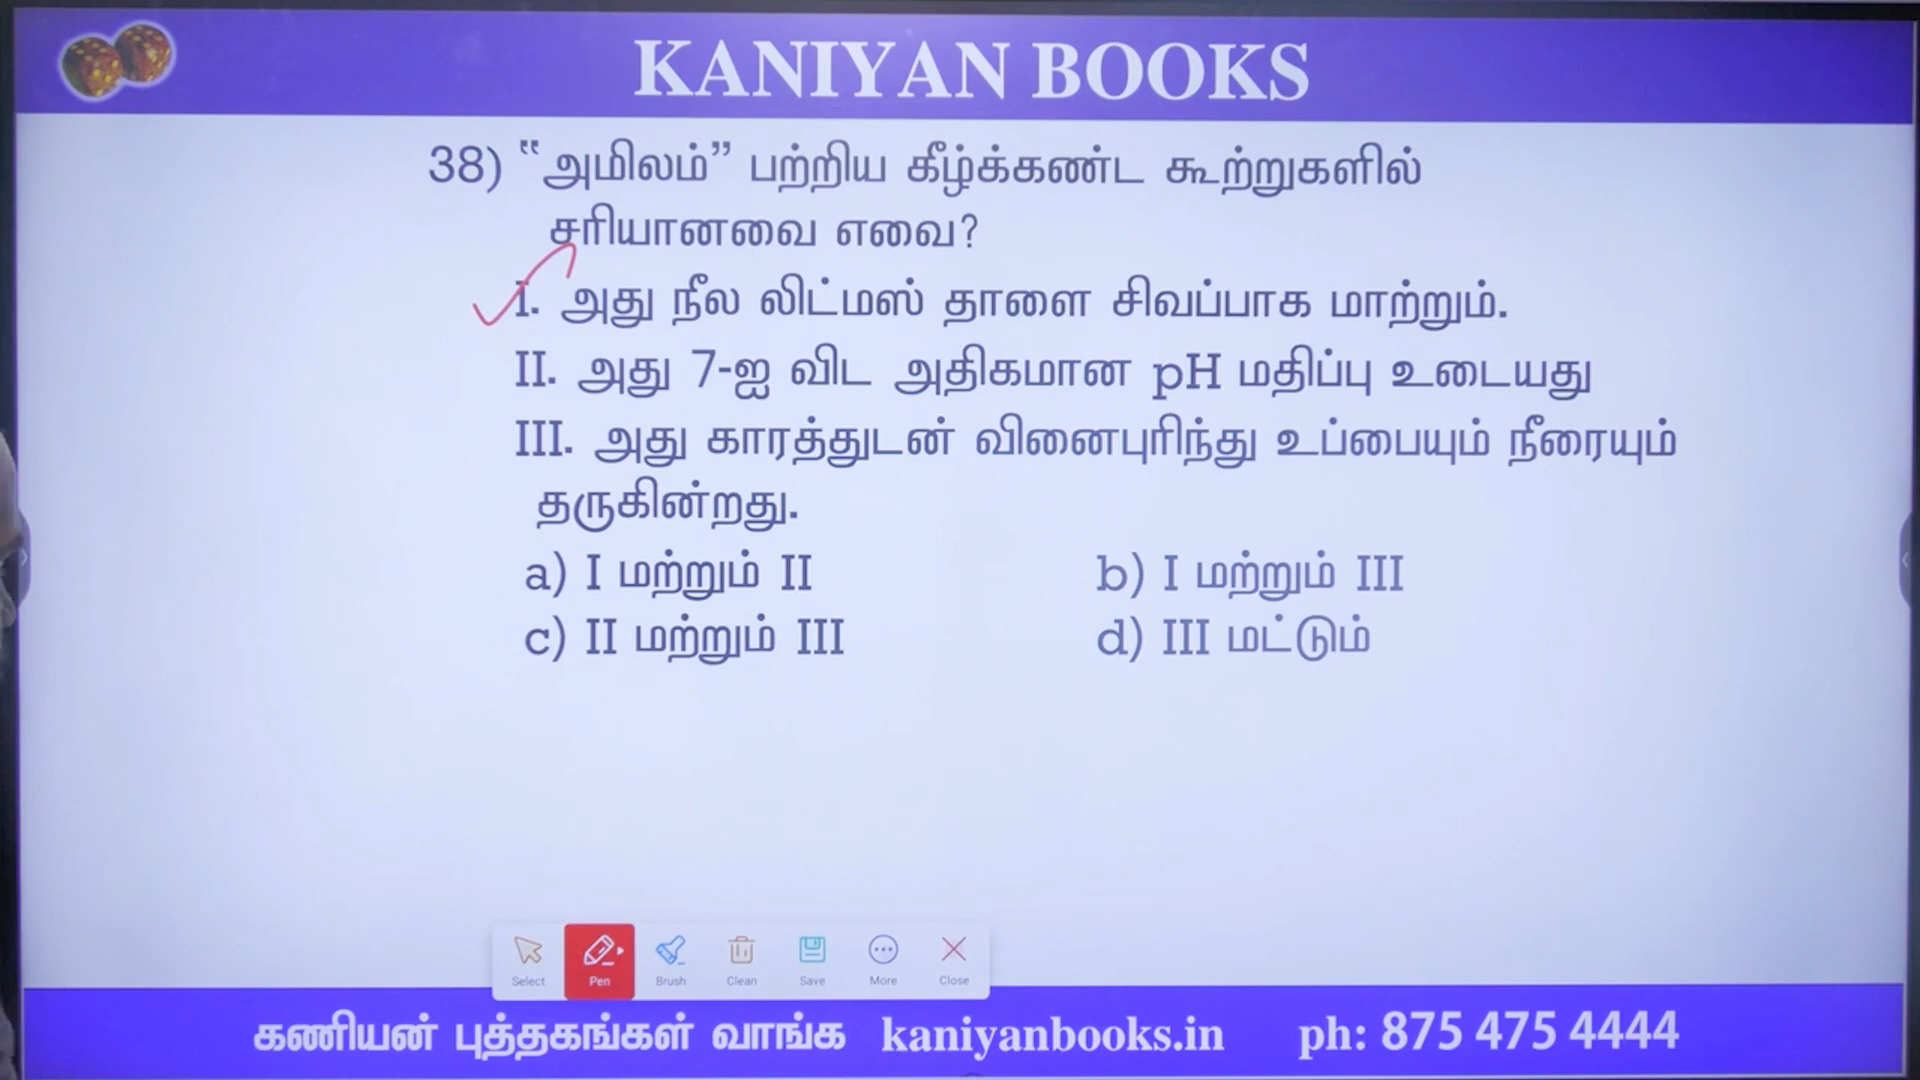 KANIYAN BOOKS
38) “அமிலம்” பற்றிய கீழ்க்கண்ட கூற்றுகளில்
சரியானவை எவை?
I. அது நீல லிட்மஸ் தாளை சிவப்பாக மாற்றும்.
II. அது 7-ஐ விட அதிகமான pH மதிப்பு உடையது
III. அது காரத்துடன் வினைபுரிந்து உப்பையும் நீரையும்
தருகின்றது.
a) I மற்றும் II b) I மற்றும் III
c) II மற்றும் III d) III மட்டும்
Select Pen Brush Clean Save More Close
கணியன் புத்தகங்கள் வாங்க kaniyanbooks.in ph: 875 475 4444